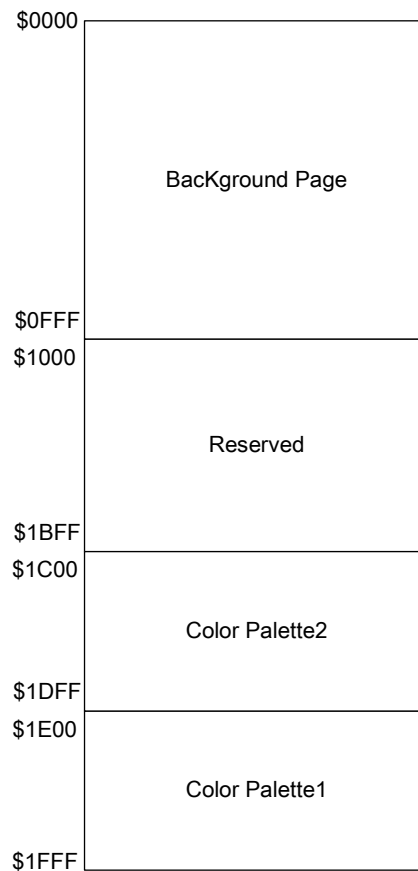 $0000
BacKground Page
$0FFF
$1000
Reserved
$1BFF
$1C00
Color Palette2
$1DFF
$1E00
Color Palette1
$1FFF